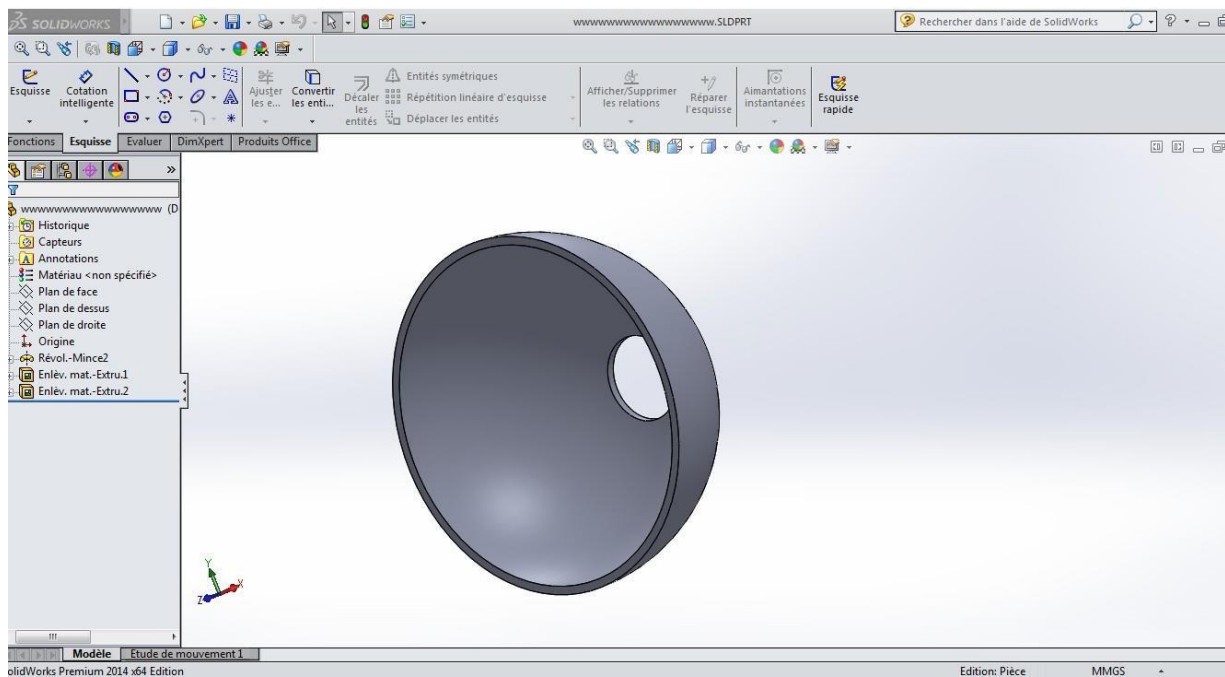 SOLIDWORKS
wwwwwwwwwwwwwwwwww.SLDPRT
Rechercher dans l'aide de SolidWorks
Esquisse
Cotation intelligente
Ajuster les e...
Convertir les enti...
Décaler les entités
Entités symétriques
Répétition linéaire d'esquisse
Déplacer les entités
Afficher/Supprimer les relations
Réparer l'esquisse
Aimantations instantanées
Esquisse rapide
Fonctions Esquisse Evaluer DimXpert Produits Office
wwwwwwwwwwwwwwwwww (D
Historique
Capteurs
Annotations
Matériau <non spécifié>
Plan de face
Plan de dessus
Plan de droite
Origine
Révol.-Mince2
Enlèv. mat.-Extru.1
Enlèv. mat.-Extru.2
Y
X
Z
Modèle Etude de mouvement 1
olidWorks Premium 2014 x64 Edition
Edition: Pièce MMGS